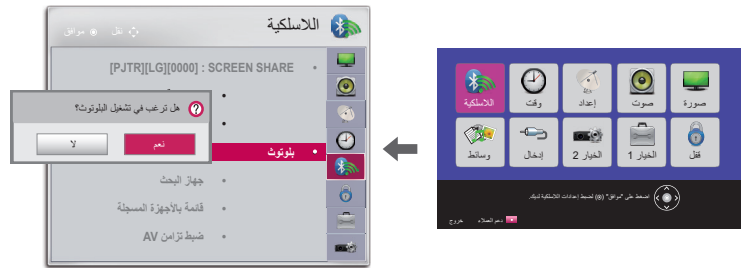 اللاسلكية
نقل ◉ موافق
SCREEN SHARE : [PJTR][LG][0000]
هل ترغب في تشغيل البلوتوث؟
نعم
لا
بلوتوث
جهاز البحث
قائمة بالأجهزة المسجلة
ضبط تزامن AV
صورة
صوت
إعداد
وقت
اللاسلكية
قفل
الخيار 1
الخيار 2
إدخال
وسائط
اضغط على "موافق" (◉) لضبط إعدادات اللاسلكية لديك.
دعم العملاء
خروج